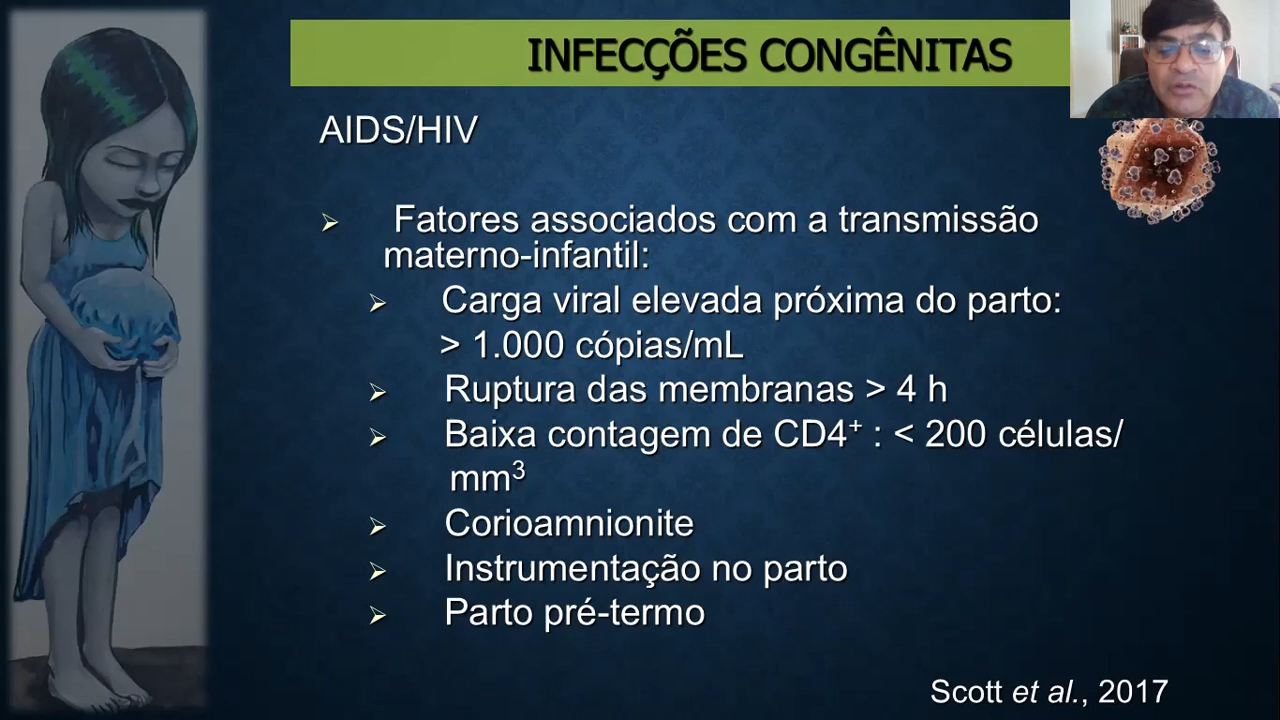 INFECÇÕES CONGÊNITAS
AIDS/HIV
Fatores associados com a transmissão
materno-infantil:
Carga viral elevada próxima do parto:
> 1.000 cópias/mL
Ruptura das membranas > 4 h
Baixa contagem de CD4⁺ : < 200 células/
mm³
Corioamnionite
Instrumentação no parto
Parto pré-termo
Scott et al., 2017